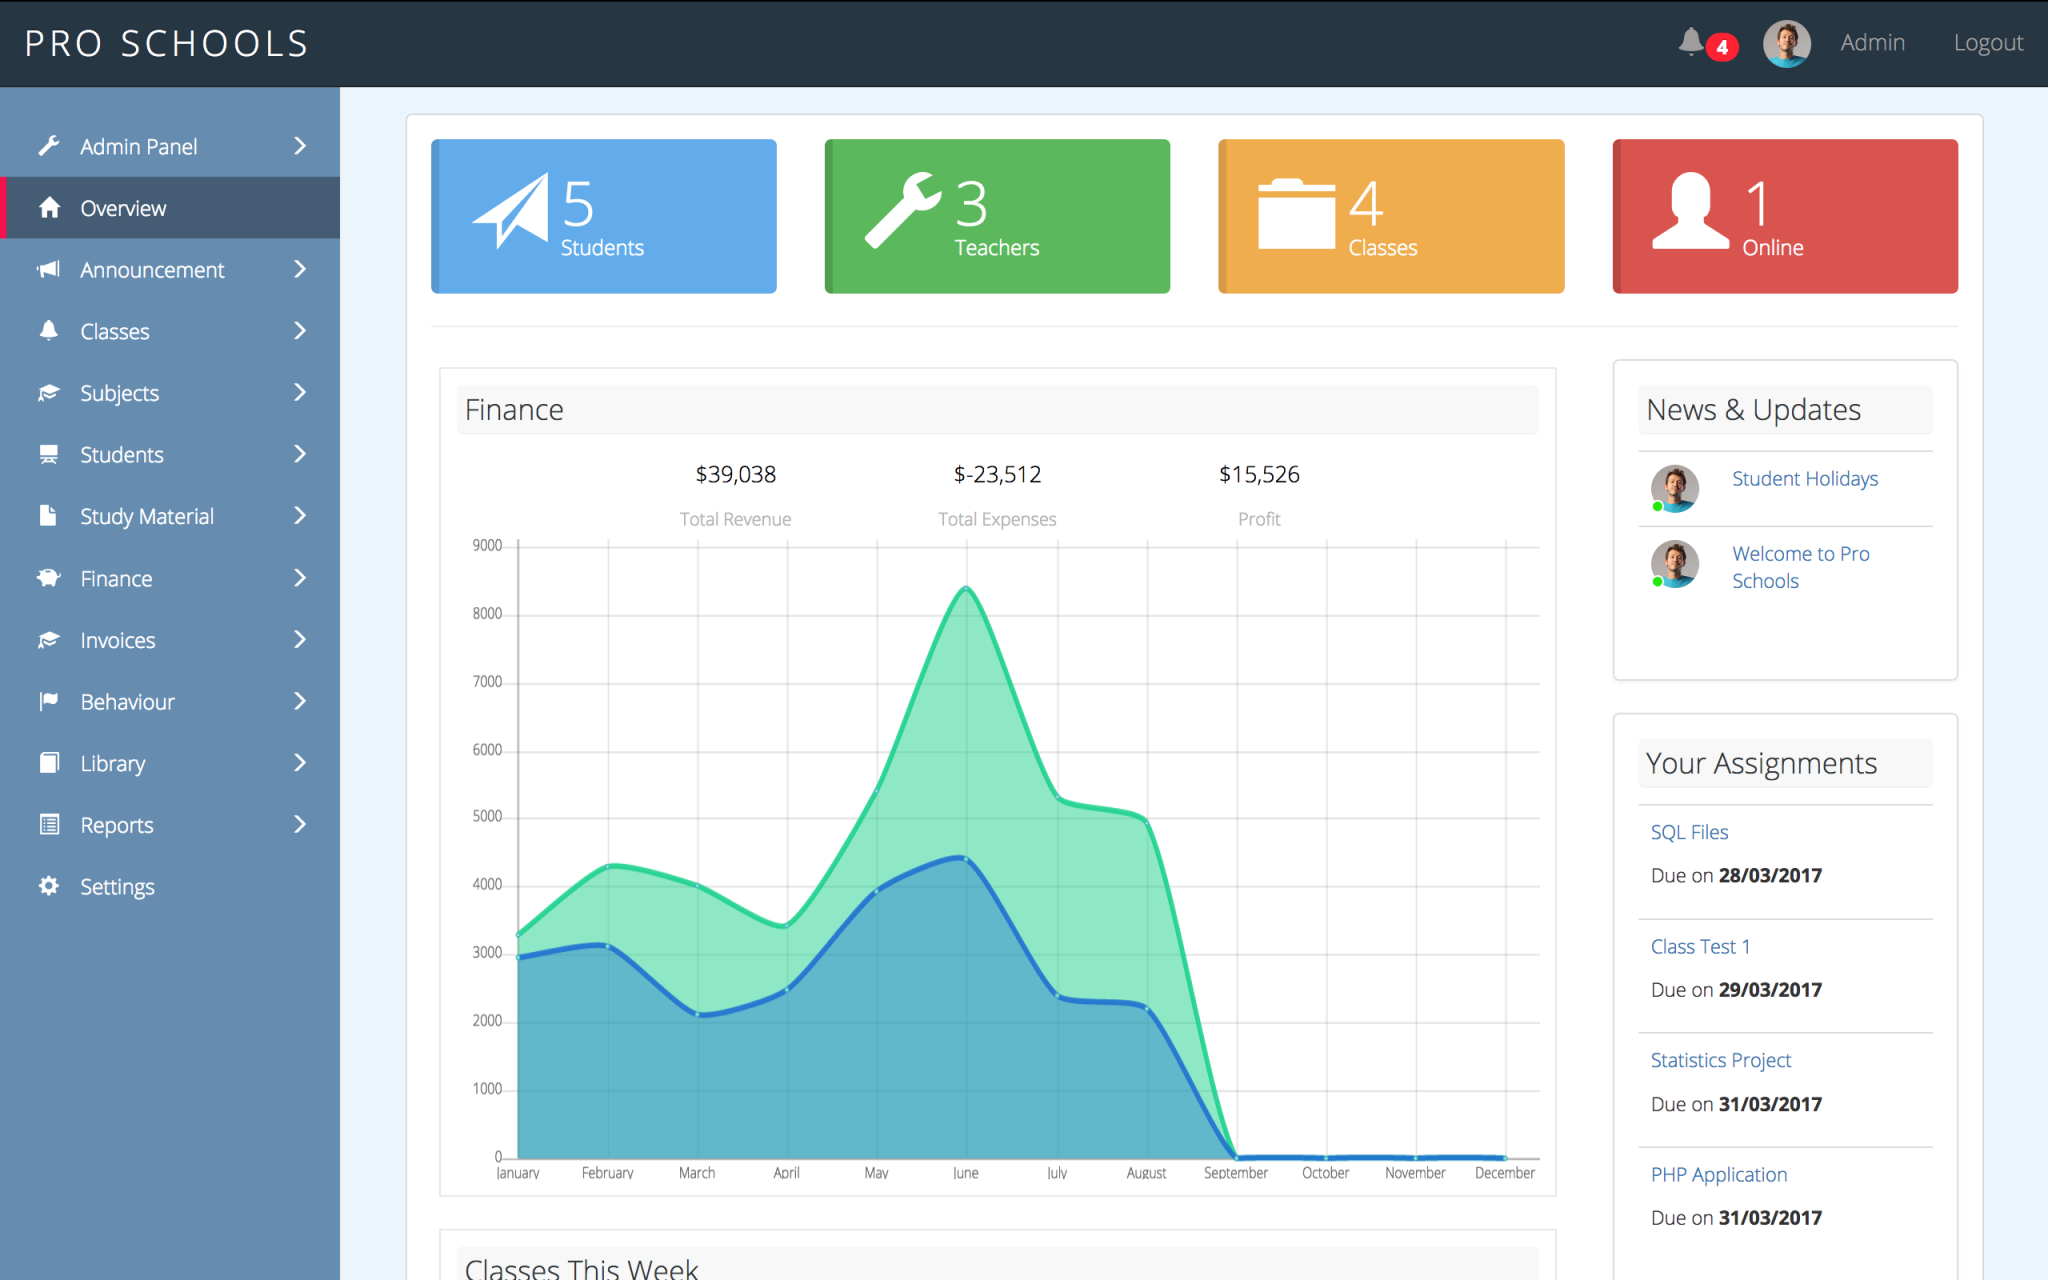 PRO SCHOOLS
4
Admin
Logout
Admin Panel
Overview
Announcement
Classes
Subjects
Students
Study Material
Finance
Invoices
Behaviour
Library
Reports
Settings
5
Students
3
Teachers
4
Classes
1
Online
Finance
$39,038
Total Revenue
$-23,512
Total Expenses
$15,526
Profit
9000
8000
7000
6000
5000
4000
3000
2000
1000
0
January February March April May June July August September October November December
Classes This Week
News & Updates
Student Holidays
Welcome to Pro
Schools
Your Assignments
SQL Files
Due on 28/03/2017
Class Test 1
Due on 29/03/2017
Statistics Project
Due on 31/03/2017
PHP Application
Due on 31/03/2017